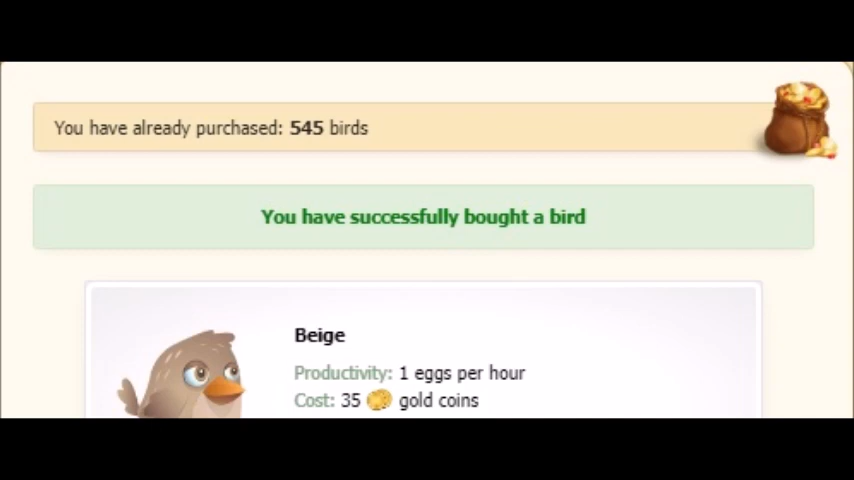 You have already purchased: 545 birds
You have successfully bought a bird
Beige
Productivity: 1 eggs per hour
Cost: 35 gold coins